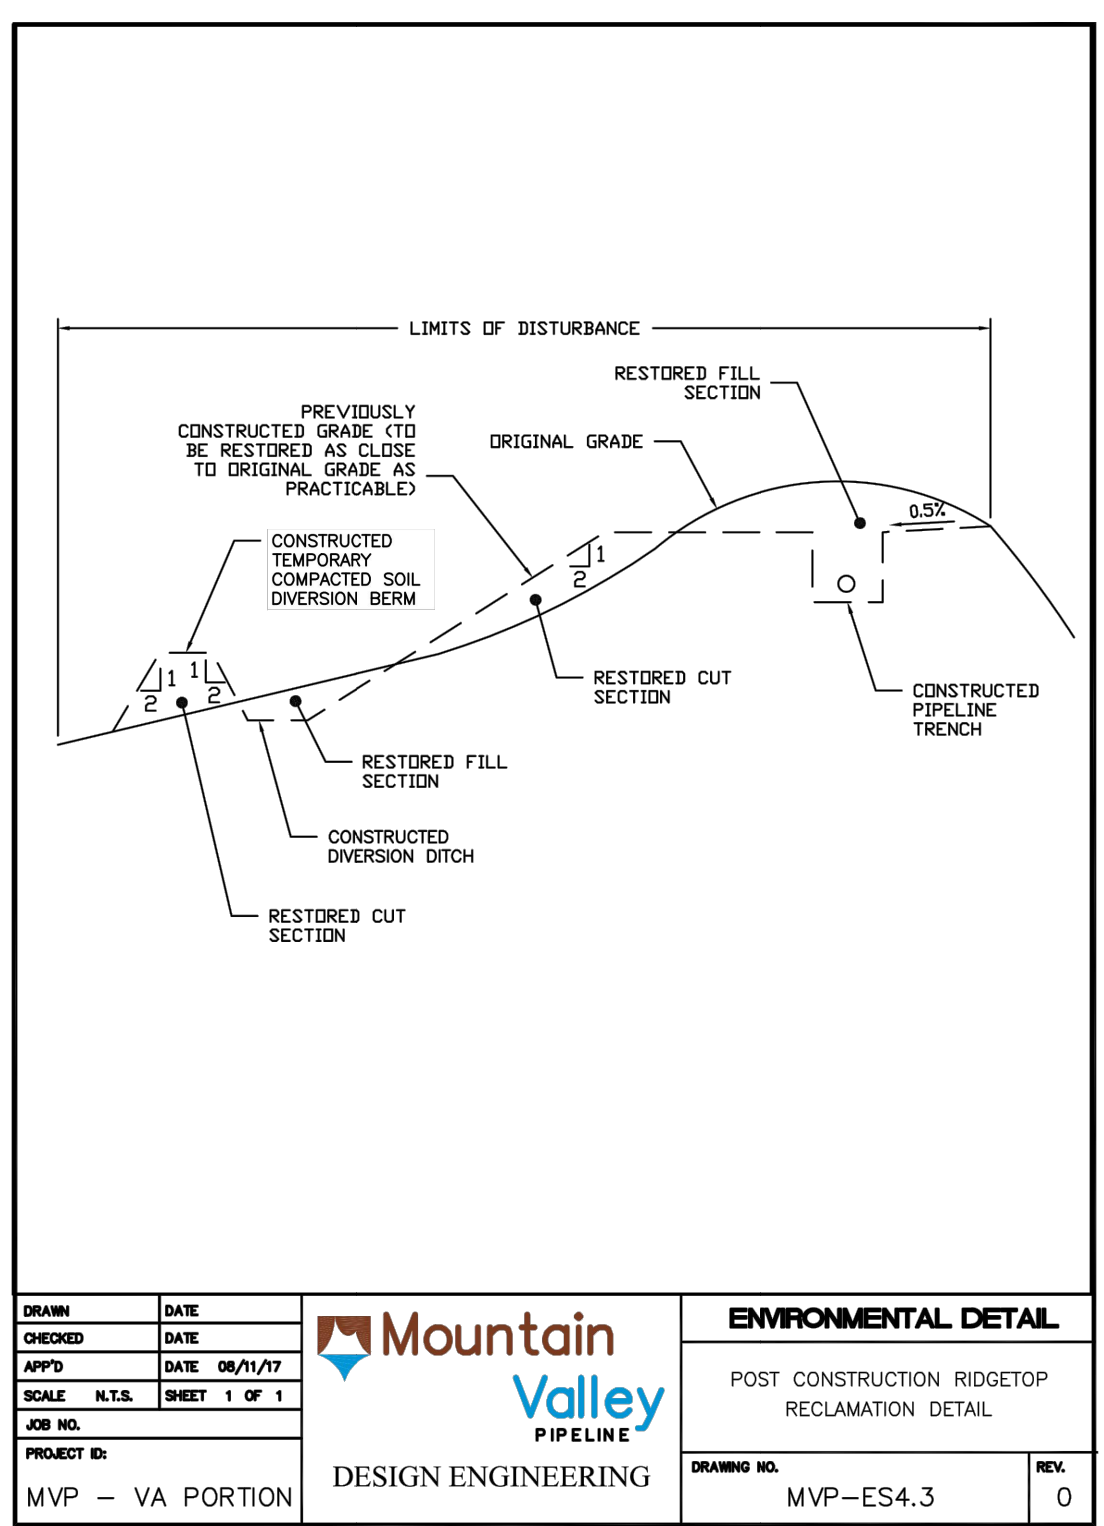 LIMITS OF DISTURBANCE
RESTORED FILL
SECTION
PREVIOUSLY
CONSTRUCTED GRADE (TO
BE RESTORED AS CLOSE
TO ORIGINAL GRADE AS
PRACTICABLE)
ORIGINAL GRADE
0.5%
CONSTRUCTED
TEMPORARY
COMPACTED SOIL
DIVERSION BERM
1
2
1
2
1
2
RESTORED CUT
SECTION
CONSTRUCTED
PIPELINE
TRENCH
RESTORED FILL
SECTION
CONSTRUCTED
DIVERSION DITCH
RESTORED CUT
SECTION
DRAWN DATE
CHECKED DATE
APP'D DATE 08/11/17
SCALE N.T.S. SHEET 1 OF 1
JOB NO.
PROJECT ID:
MVP - VA PORTION
Mountain
Valley
PIPELINE
DESIGN ENGINEERING
ENVIRONMENTAL DETAIL
POST CONSTRUCTION RIDGETOP
RECLAMATION DETAIL
DRAWING NO.
MVP-ES4.3
REV.
0